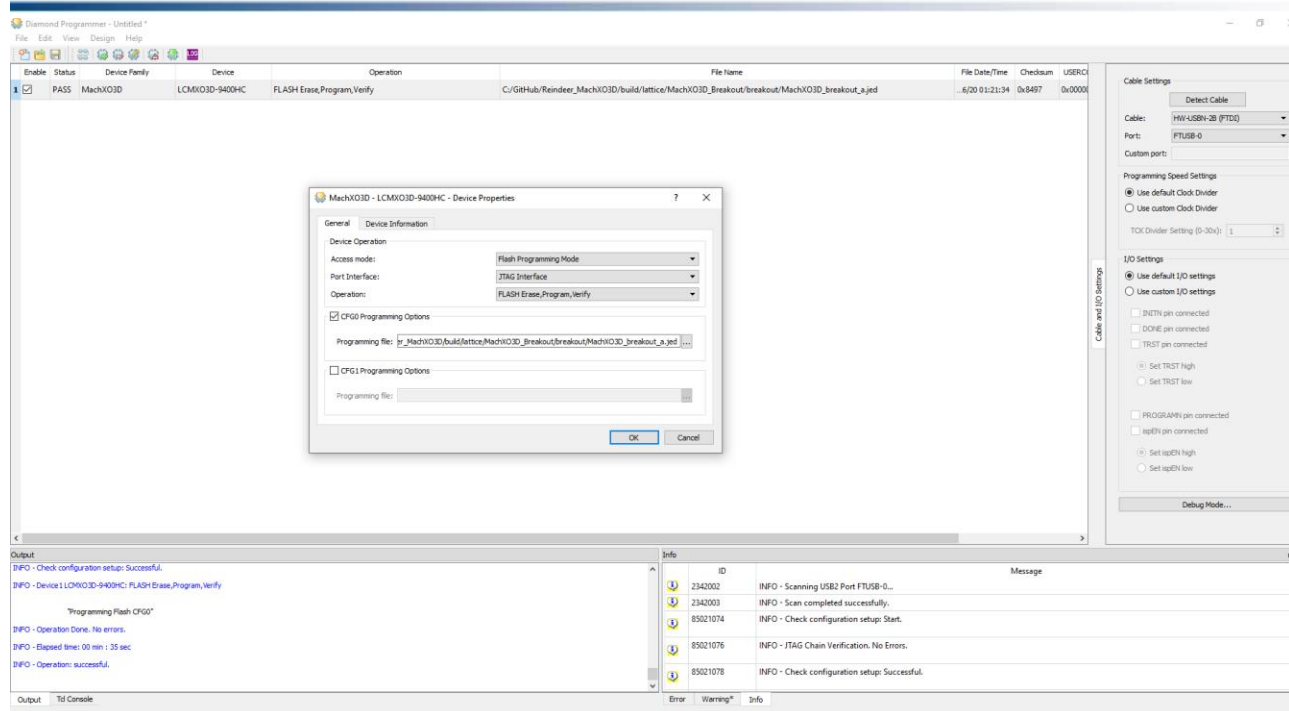 Diamond Programmer - Untitled *
File Edit View Design Help
LOG
Enable Status Device Family Device Operation File Name File Date/Time Checksum USERCO
1 PASS MachXO3D LCMXO3D-9400HC FLASH Erase,Program,Verify C:/GitHub/Reindeer_MachXO3D/build/lattice/MachXO3D_Breakout/breakout/MachXO3D_breakout_a.jed ...6/20 01:21:34 0x8497 0x0000
MachXO3D - LCMXO3D-9400HC - Device Properties ? X
General Device Information
Device Operation
Access mode: Flash Programming Mode
Port Interface: JTAG Interface
Operation: FLASH Erase,Program,Verify
CFG0 Programming Options
Programming file: er_MachXO3D/build/lattice/MachXO3D_Breakout/breakout/MachXO3D_breakout_a.jed ...
CFG1 Programming Options
Programming file: ...
OK Cancel
Cable and I/O Settings
Cable Settings
Detect Cable
Cable: HW-USBN-2B (FTDI)
Port: FTUSB-0
Custom port:
Programming Speed Settings
Use default Clock Divider
Use custom Clock Divider
TCK Divider Setting (0-30x): 1
I/O Settings
Use default I/O settings
Use custom I/O settings
INITN pin connected
DONE pin connected
TRST pin connected
Set TRST high
Set TRST low
PROGRAMN pin connected
ispEN pin connected
Set ispEN high
Set ispEN low
Debug Mode...
Output
INFO - Check configuration setup: Successful.
INFO - Device1 LCMXO3D-9400HC: FLASH Erase,Program,Verify
"Programming Flash CFG0"
INFO - Operation Done. No errors.
INFO - Elapsed time: 00 min : 35 sec
INFO - Operation: successful.
Output Tcl Console
Info
ID Message
2342002 INFO - Scanning USB2 Port FTUSB-0...
2342003 INFO - Scan completed successfully.
85021074 INFO - Check configuration setup: Start.
85021076 INFO - JTAG Chain Verification. No Errors.
85021078 INFO - Check configuration setup: Successful.
Error Warning* Info